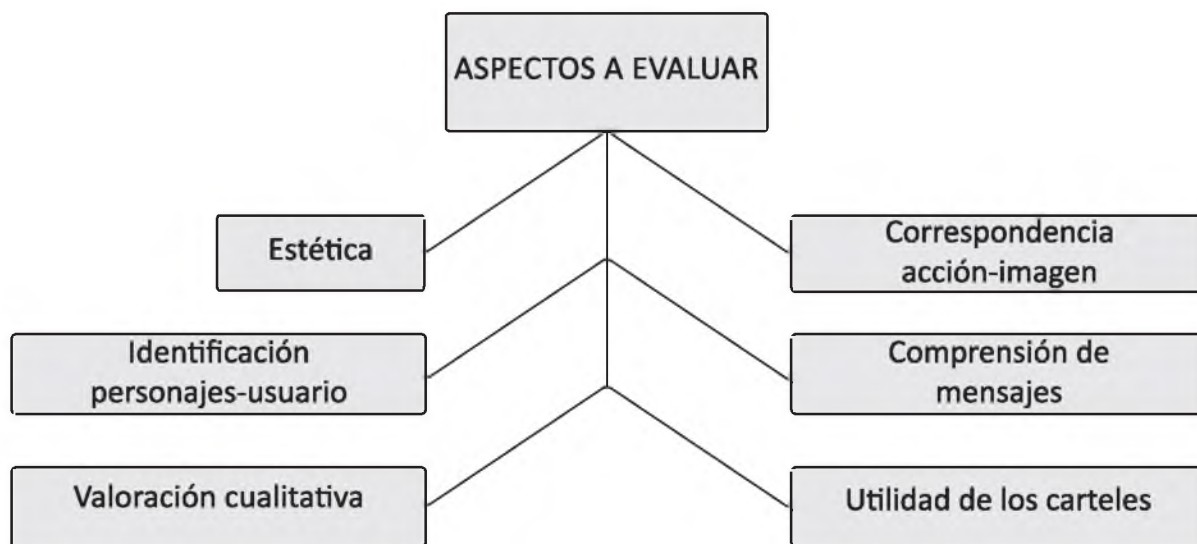 ASPECTOS A EVALUAR
Estética
Correspondencia
acción-imagen
Identificación
personajes-usuario
Comprensión de
mensajes
Valoración cualitativa
Utilidad de los carteles